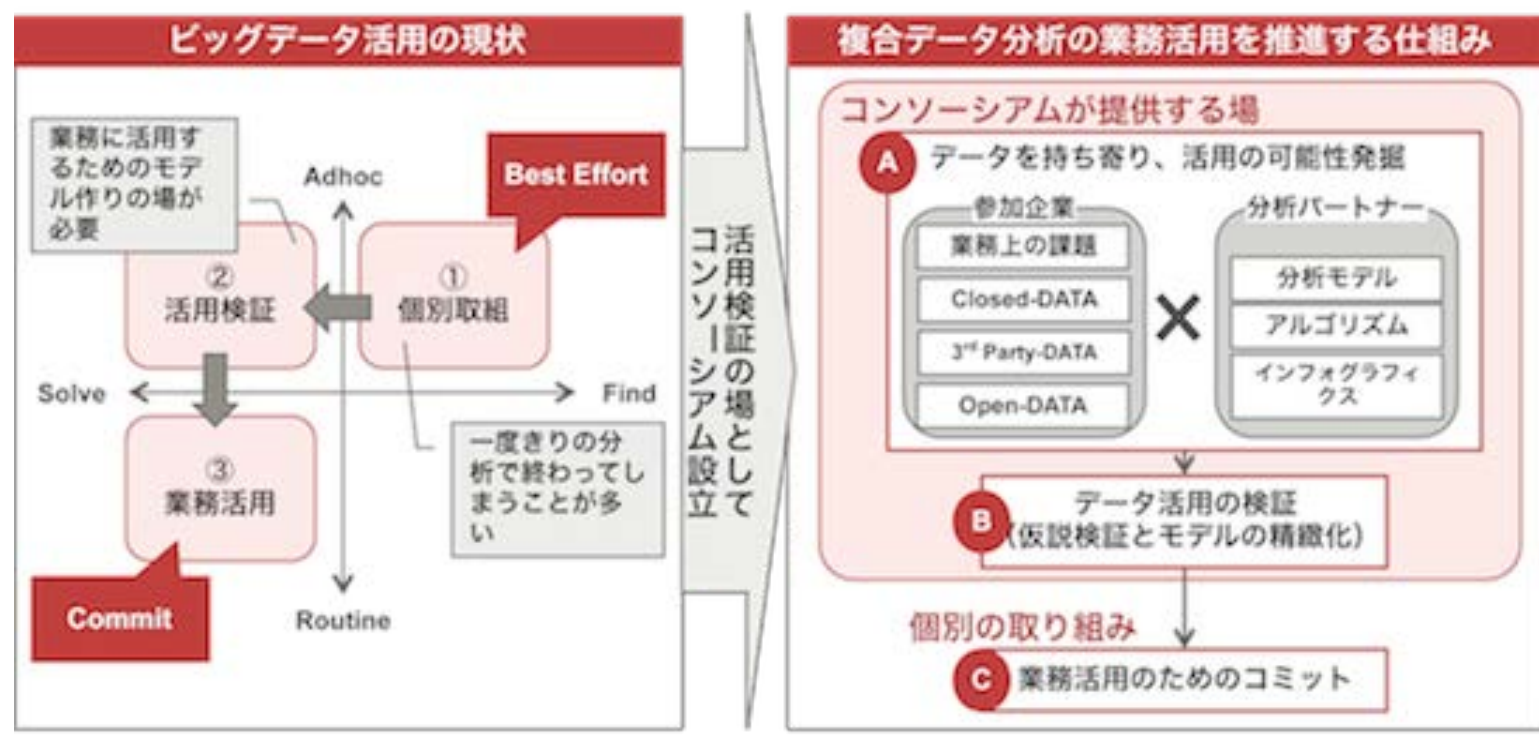 ビッグデータ活用の現状
業務に活用す
るためのモデ
ル作りの場が
必要
Adhoc
Best Effort
②
活用検証
①
個別取組
Solve
Find
③
業務活用
一度きりの分
析で終わってし
まうことが多
い
Commit
Routine
活用検証の場として
コンソーシアム設立
複合データ分析の業務活用を推進する仕組み
コンソーシアムが提供する場
A
データを持ち寄り、活用の可能性発掘
参加企業
業務上の課題
Closed-DATA
3rd Party-DATA
Open-DATA
×
分析パートナー
分析モデル
アルゴリズム
インフォグラフィ
クス
B
データ活用の検証
（仮説検証とモデルの精緻化）
個別の取り組み
C
業務活用のためのコミット